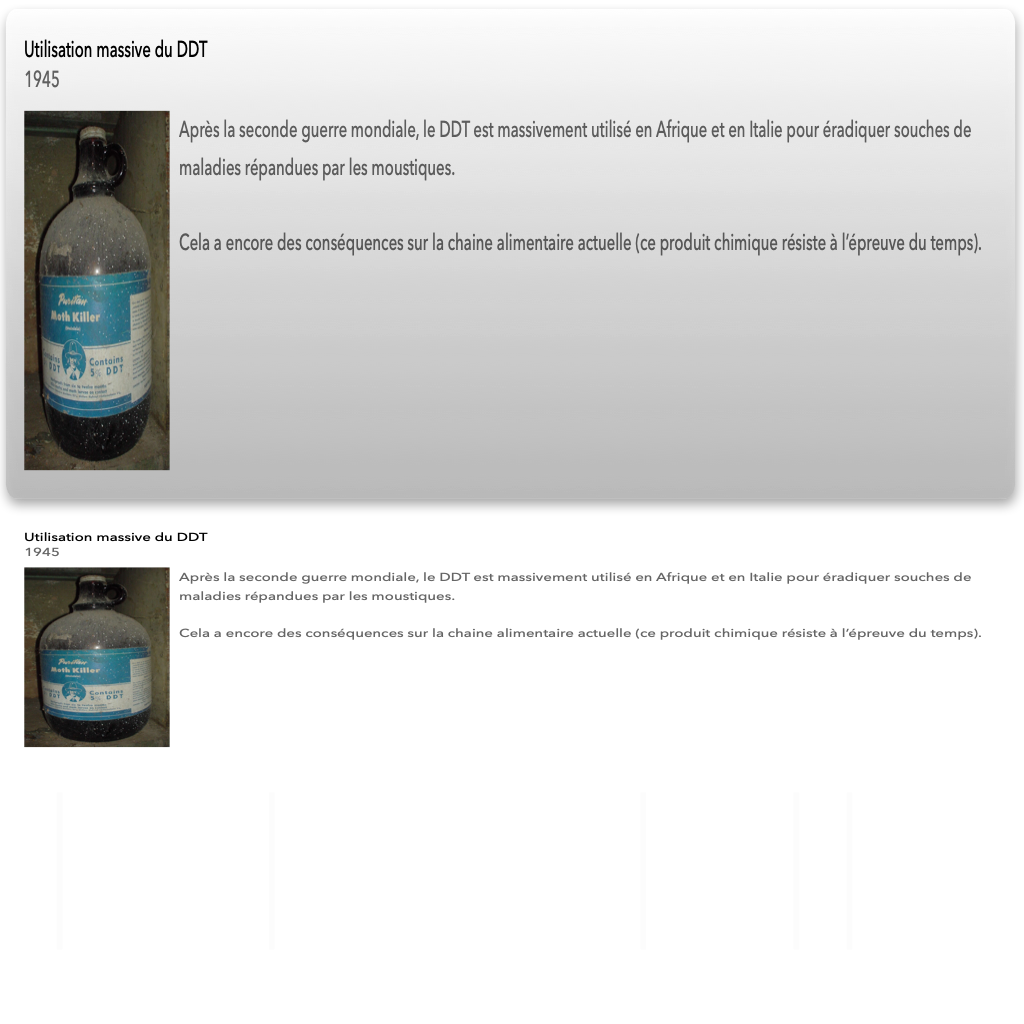 Utilisation massive du DDT
1945
Après la seconde guerre mondiale, le DDT est massivement utilisé en Afrique et en Italie pour éradiquer souches de
maladies répandues par les moustiques.
Cela a encore des conséquences sur la chaine alimentaire actuelle (ce produit chimique résiste à l’épreuve du temps).
Puritan
Moth Killer
Contains
DDT
Contains
5% DDT
Utilisation massive du DDT
1945
Après la seconde guerre mondiale, le DDT est massivement utilisé en Afrique et en Italie pour éradiquer souches de
maladies répandues par les moustiques.
Cela a encore des conséquences sur la chaine alimentaire actuelle (ce produit chimique résiste à l’épreuve du temps).
Puritan
Moth Killer
Contains
5% DDT